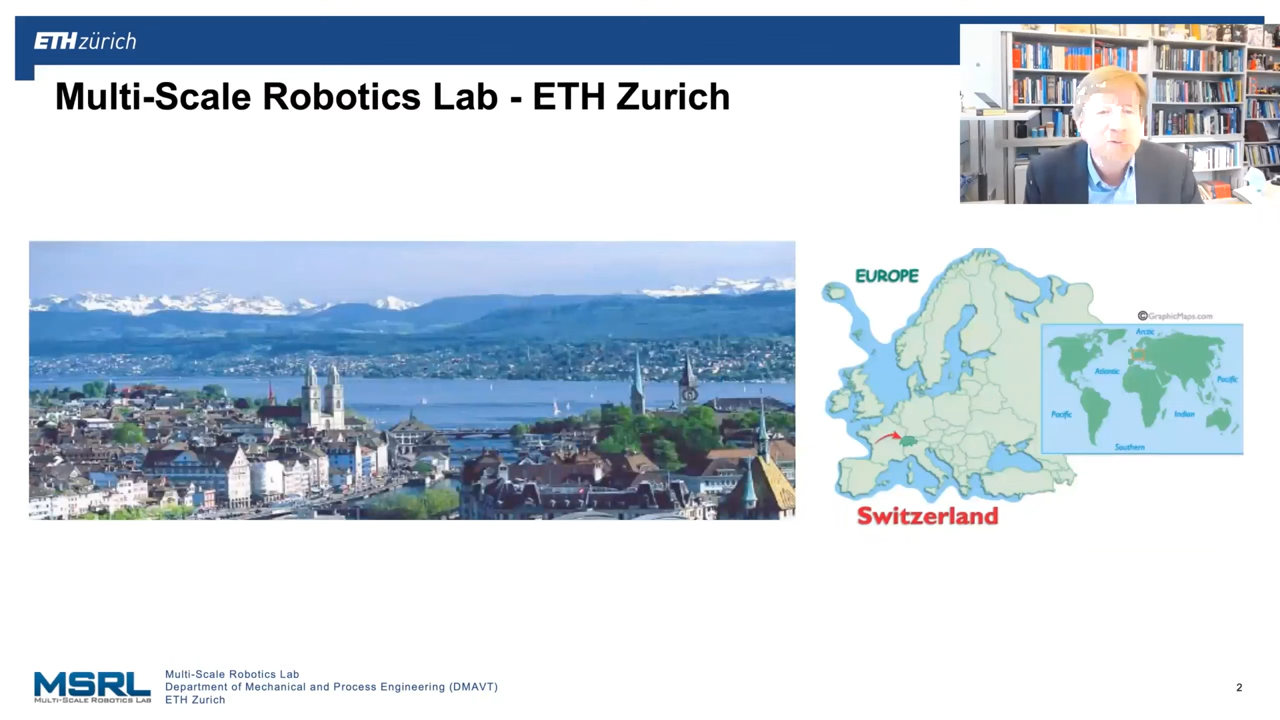 ETH zürich
Multi-Scale Robotics Lab - ETH Zurich
EUROPE
©GraphicMaps.com
Arctic
Atlantic
Pacific
Pacific
Indian
Southern
Switzerland
MSRL
MULTI-SCALE ROBOTICS LAB
Multi-Scale Robotics Lab
Department of Mechanical and Process Engineering (DMAVT)
ETH Zurich
2